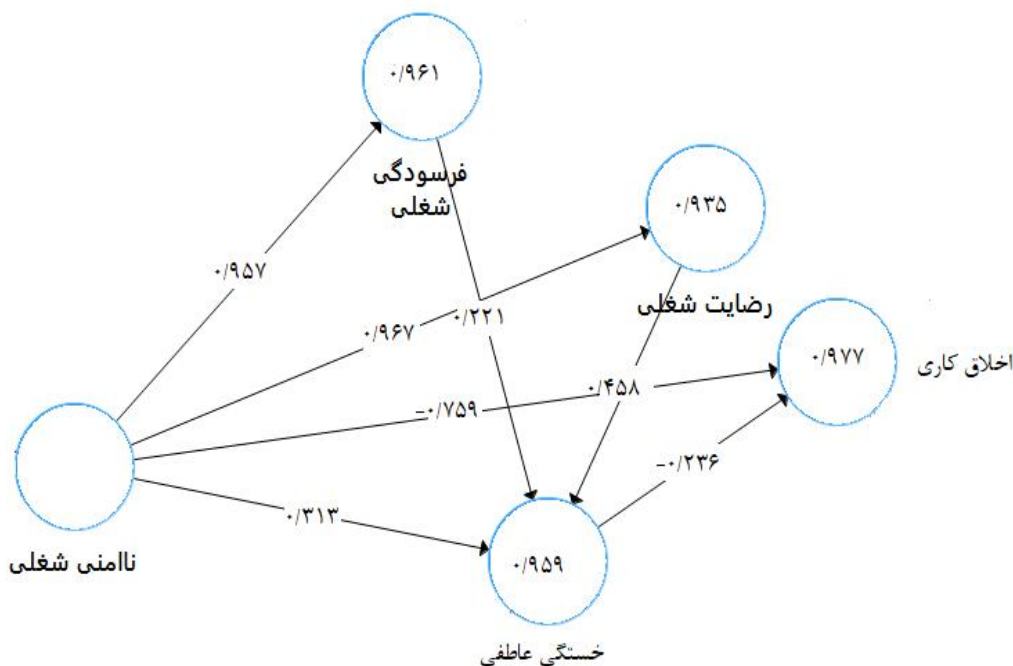 ۰/۹۶۱
فرسودگی
شغلی
۰/۹۳۵
رضایت شغلی
۰/۹۵۷
۰/۹۶۷
۰/۲۲۱
۰/۹۷۷
اخلاق کاری
-۰/۷۵۹
۰/۴۵۸
-۰/۲۳۶
ناامنی شغلی
۰/۳۱۳
۰/۹۵۹
خستگی عاطفی